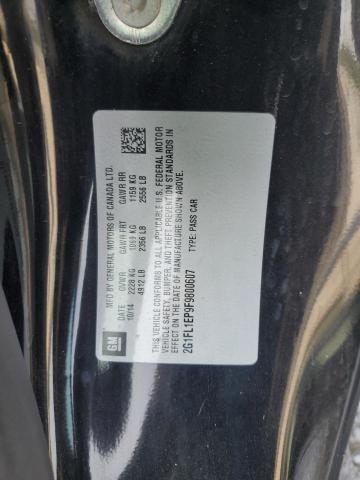 GM
MFD BY GENERAL MOTORS OF CANADA LTD.
DATE GVWR GAWR FRT GAWR RR
10/14 2228 KG 1069 KG 1159 KG
4912 LB 2356 LB 2556 LB
THIS VEHICLE CONFORMS TO ALL APPLICABLE U.S. FEDERAL MOTOR
VEHICLE SAFETY, BUMPER, AND THEFT PREVENTION STANDARDS IN
EFFECT ON THE DATE OF MANUFACTURE SHOWN ABOVE.
2G1FL1EP9F9800607 TYPE: PASS CAR